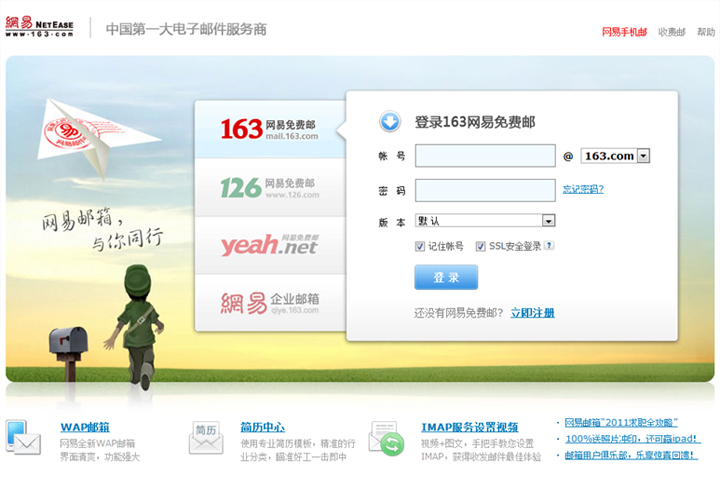 網易 NETEASE
www.163.com
中国第一大电子邮件服务商
网易手机邮 收费邮 帮助
网易邮箱，
与你同行
163 网易免费邮
mail.163.com
126 网易免费邮
www.126.com
yeah.net 网易免费邮
網易 企业邮箱
qiye.163.com
登录163网易免费邮
帐 号 @ 163.com
密 码 忘记密码?
版 本 默认
记住帐号 SSL安全登录 ?
登 录
还没有网易免费邮? 立即注册
WAP邮箱
网易全新WAP邮箱
界面清爽，功能强大
简历
简历中心
使用专业简历模板，精准的行
业分类，瞄准好工一击即中
IMAP服务设置视频
视频+图文，手把手教您设置
IMAP，获得收发邮件最佳体验
· 网易邮箱"2011求职全攻略"
· 100%送照片冲印，还可赢ipad!
· 邮箱用户俱乐部，乐享惊喜回馈!